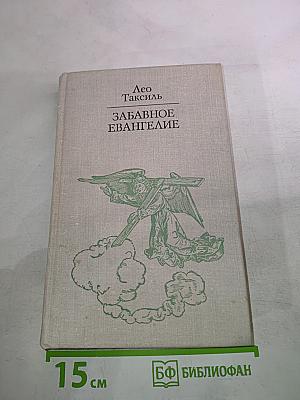 Лео
Таксиль
ЗАБАВНОЕ
ЕВАНГЕЛИЕ
15 см
БФ БИБЛИОФАН